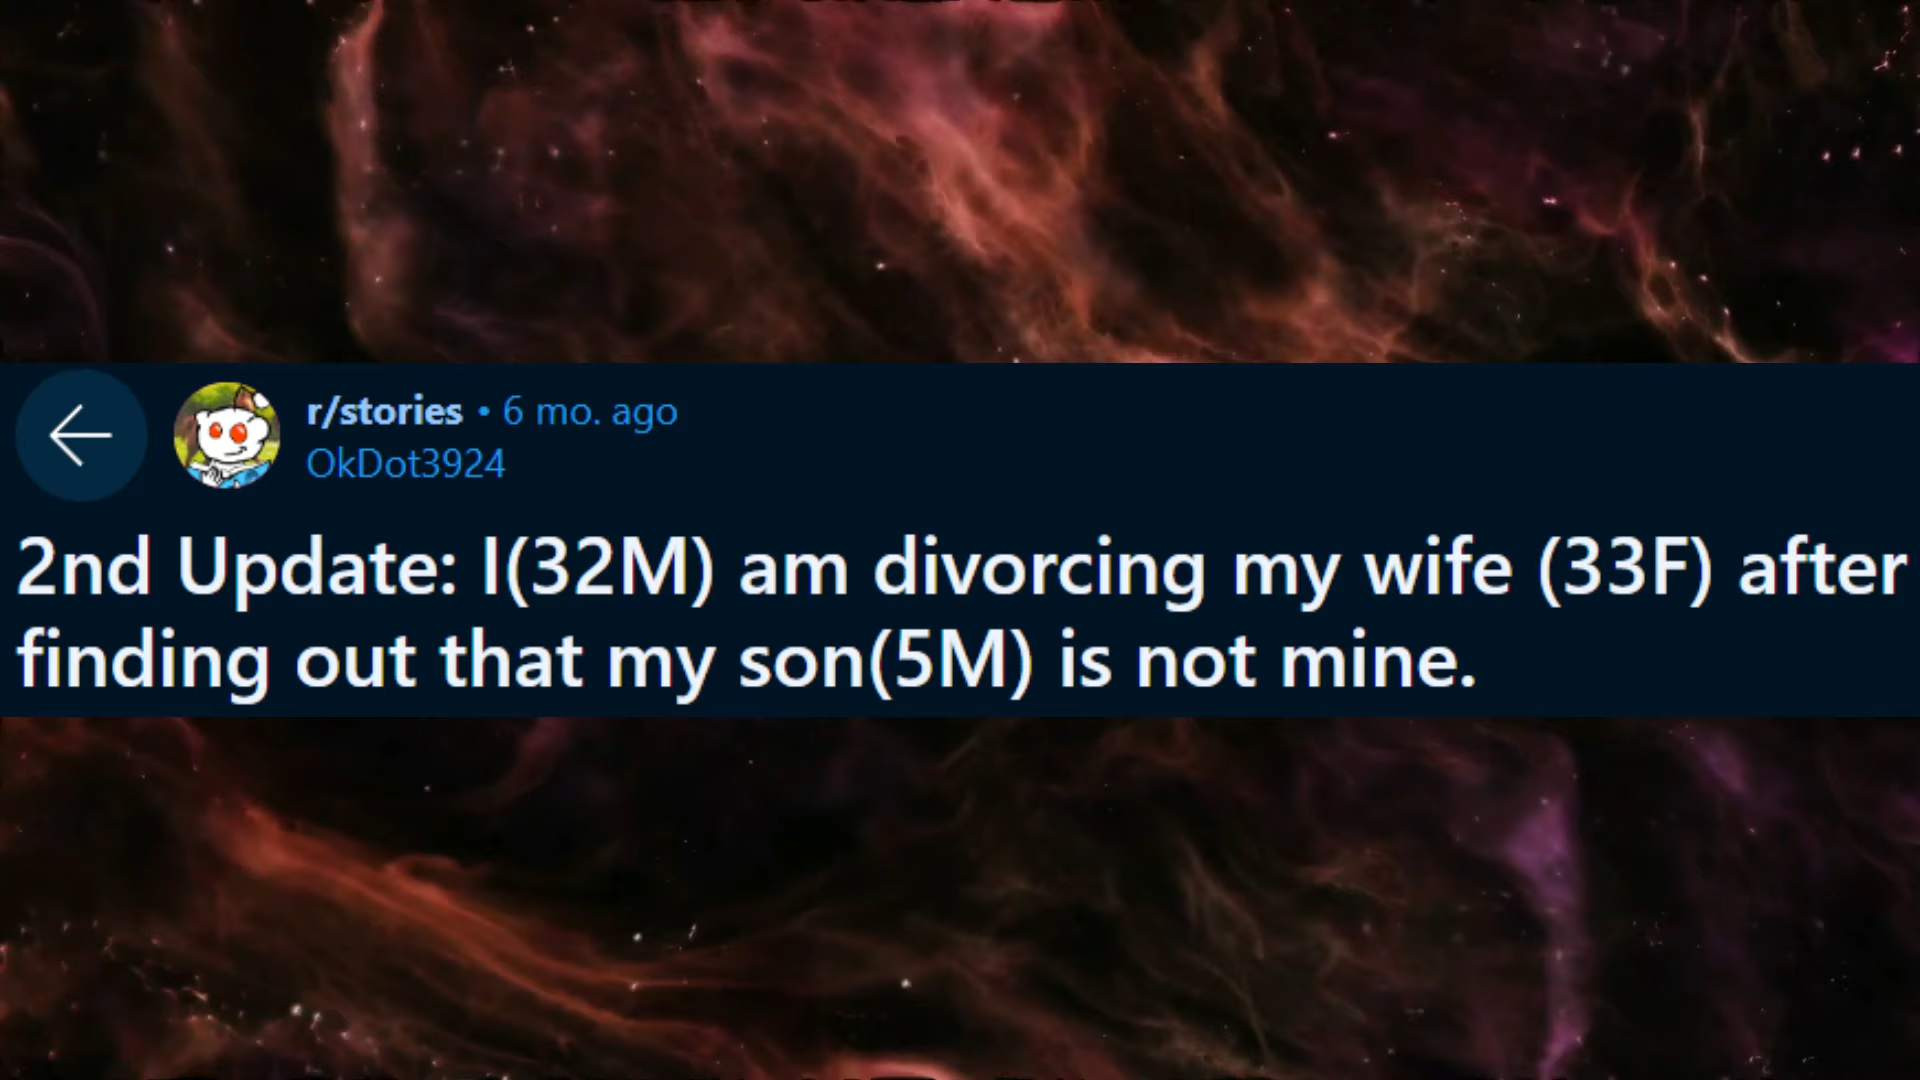 r/stories • 6 mo. ago
OkDot3924
2nd Update: I(32M) am divorcing my wife (33F) after
finding out that my son(5M) is not mine.